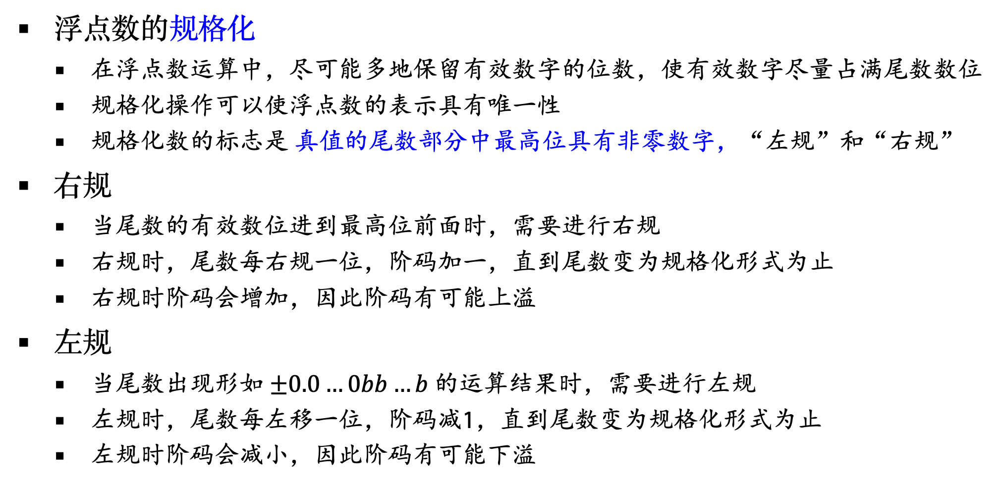 ▪ 浮点数的规格化
▪ 在浮点数运算中，尽可能多地保留有效数字的位数，使有效数字尽量占满尾数数位
▪ 规格化操作可以使浮点数的表示具有唯一性
▪ 规格化数的标志是 真值的尾数部分中最高位具有非零数字，“左规”和“右规”
▪ 右规
▪ 当尾数的有效数位进到最高位前面时，需要进行右规
▪ 右规时，尾数每右规一位，阶码加一，直到尾数变为规格化形式为止
▪ 右规时阶码会增加，因此阶码有可能上溢
▪ 左规
▪ 当尾数出现形如 ±0.0 … 0bb … b 的运算结果时，需要进行左规
▪ 左规时，尾数每左移一位，阶码减1，直到尾数变为规格化形式为止
▪ 左规时阶码会减小，因此阶码有可能下溢